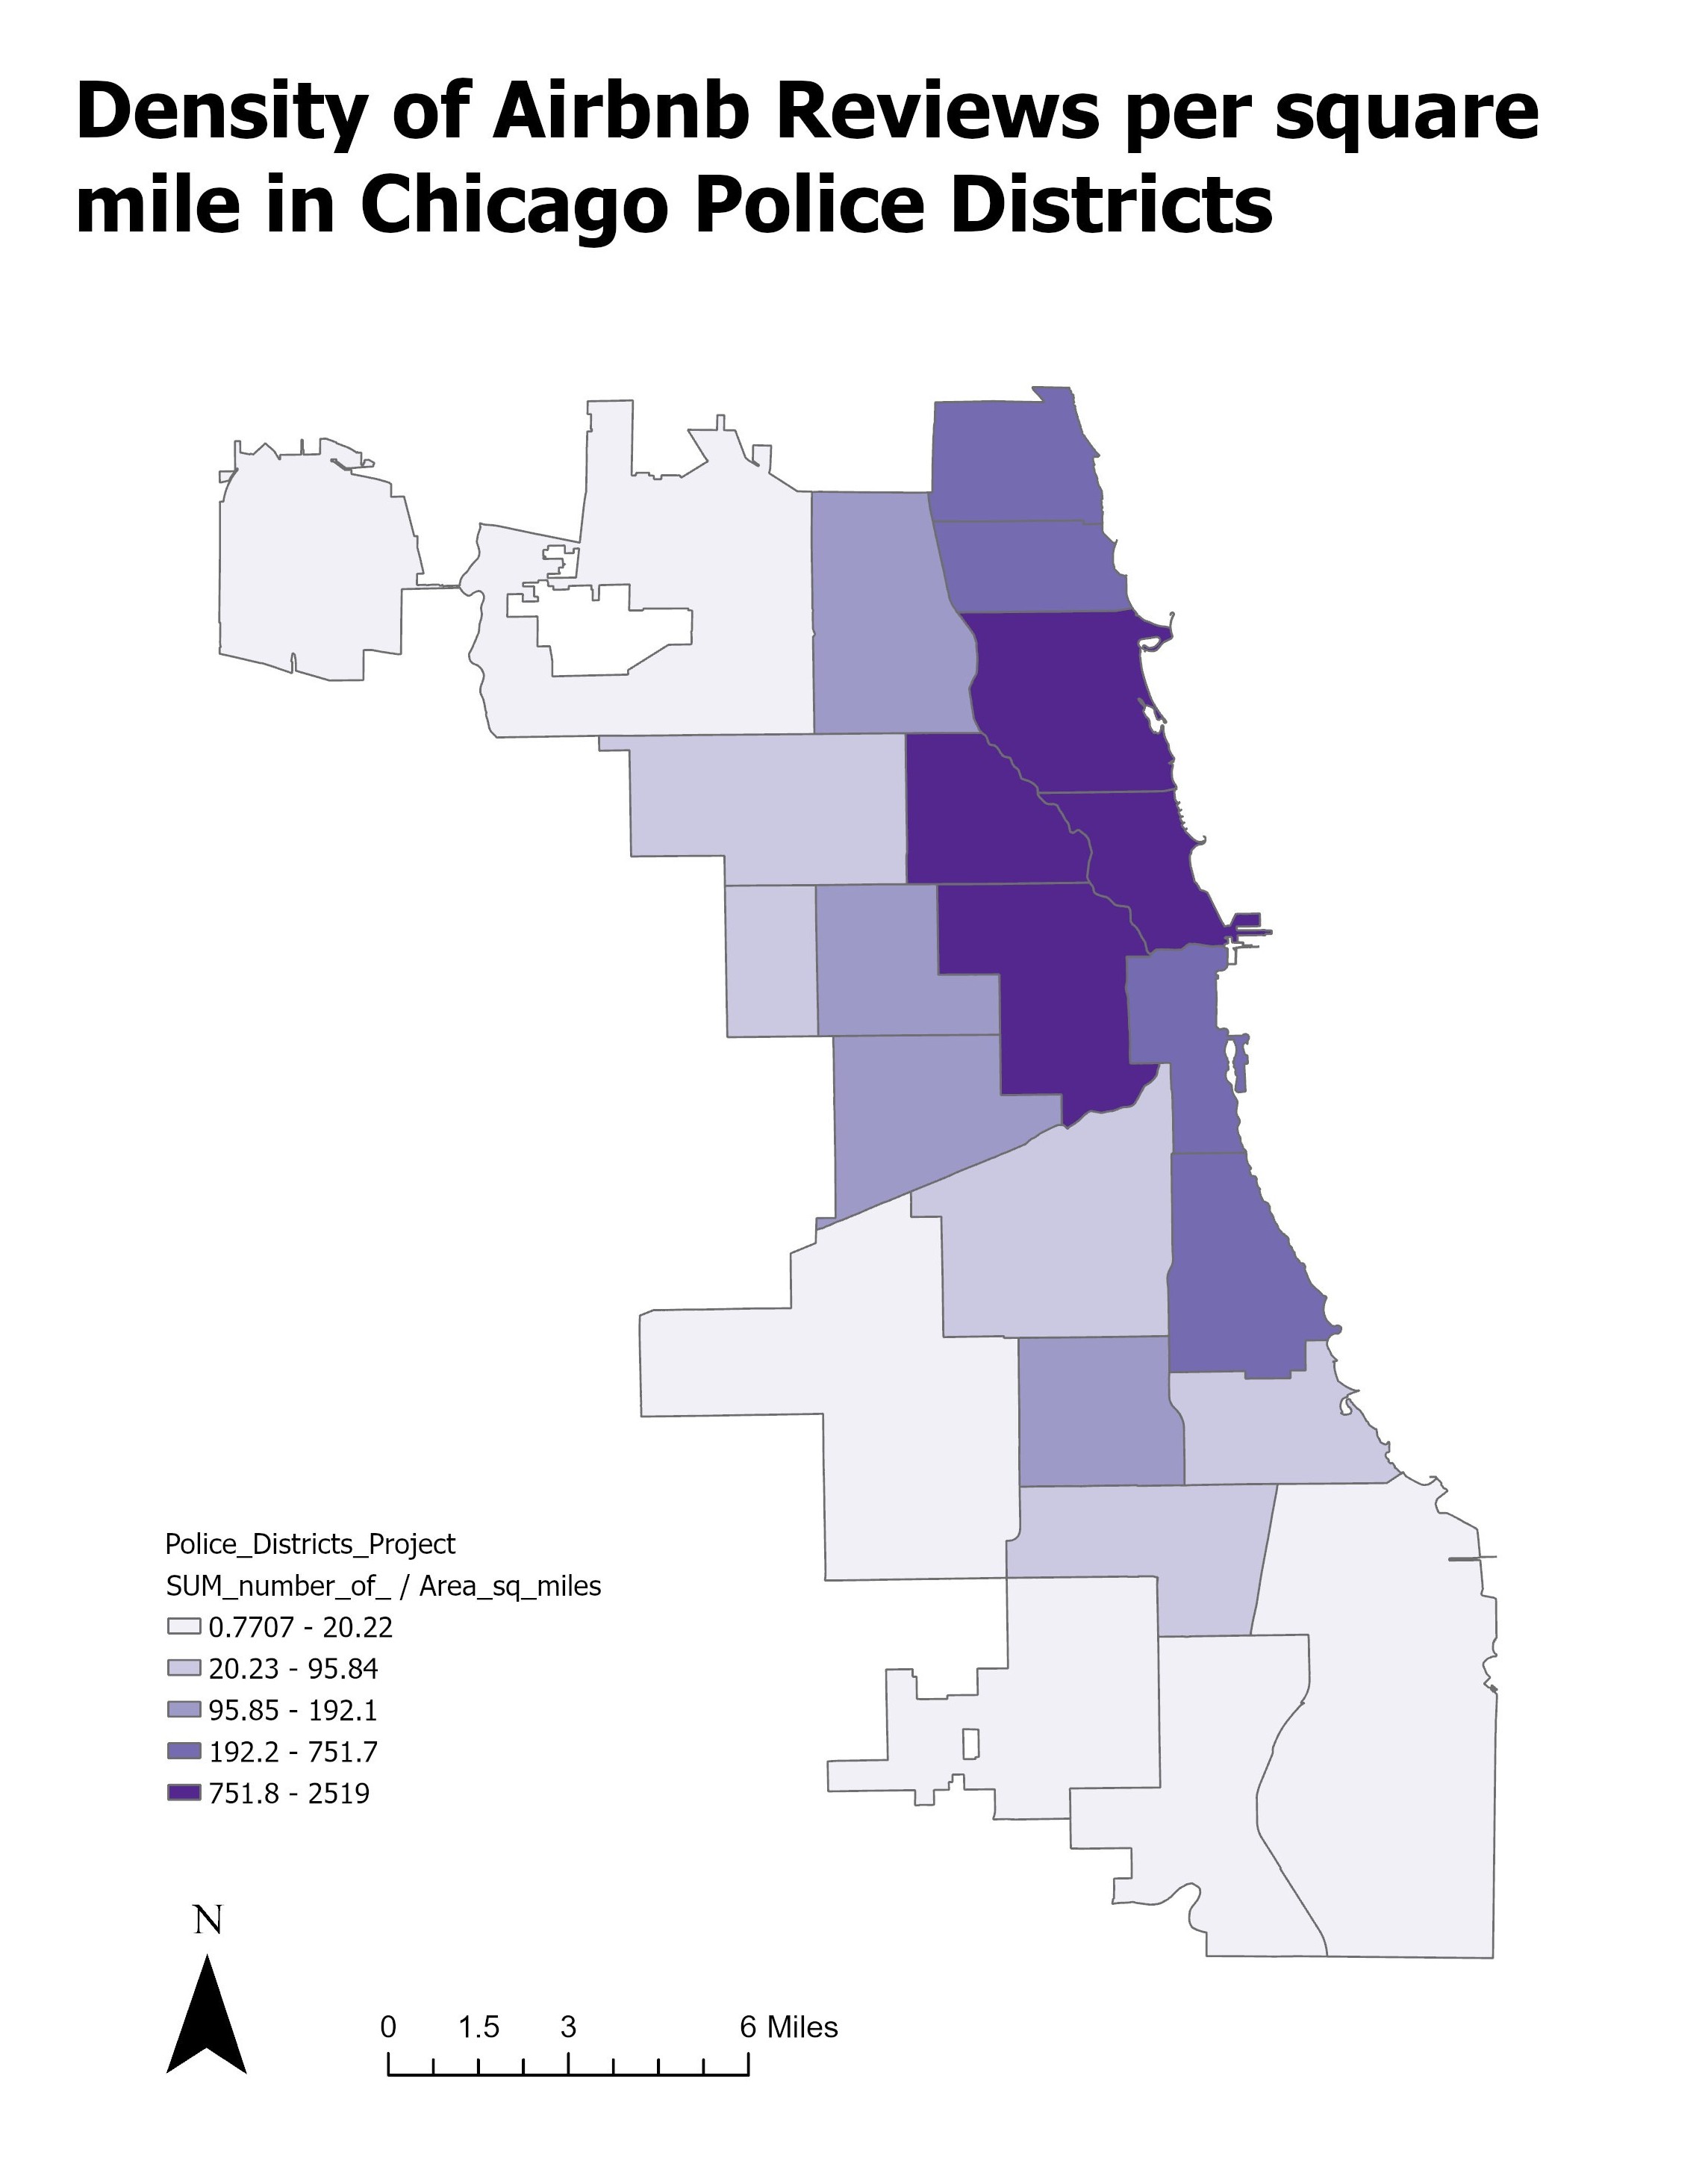 Density of Airbnb Reviews per square
mile in Chicago Police Districts
Police_Districts_Project
SUM_number_of_ / Area_sq_miles
0.7707 - 20.22
20.23 - 95.84
95.85 - 192.1
192.2 - 751.7
751.8 - 2519
N
0 1.5 3 6 Miles